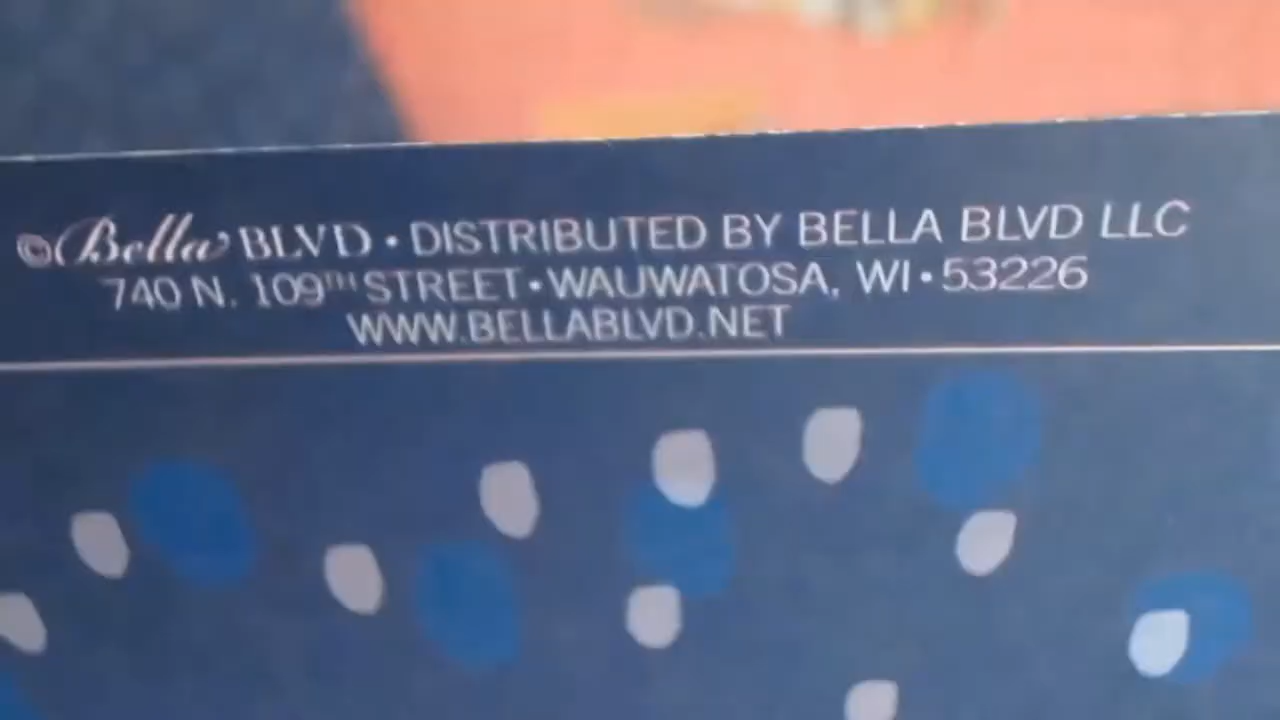 ©Bella BLVD • DISTRIBUTED BY BELLA BLVD LLC
740 N. 109TH STREET • WAUWATOSA, WI • 53226
WWW.BELLABLVD.NET